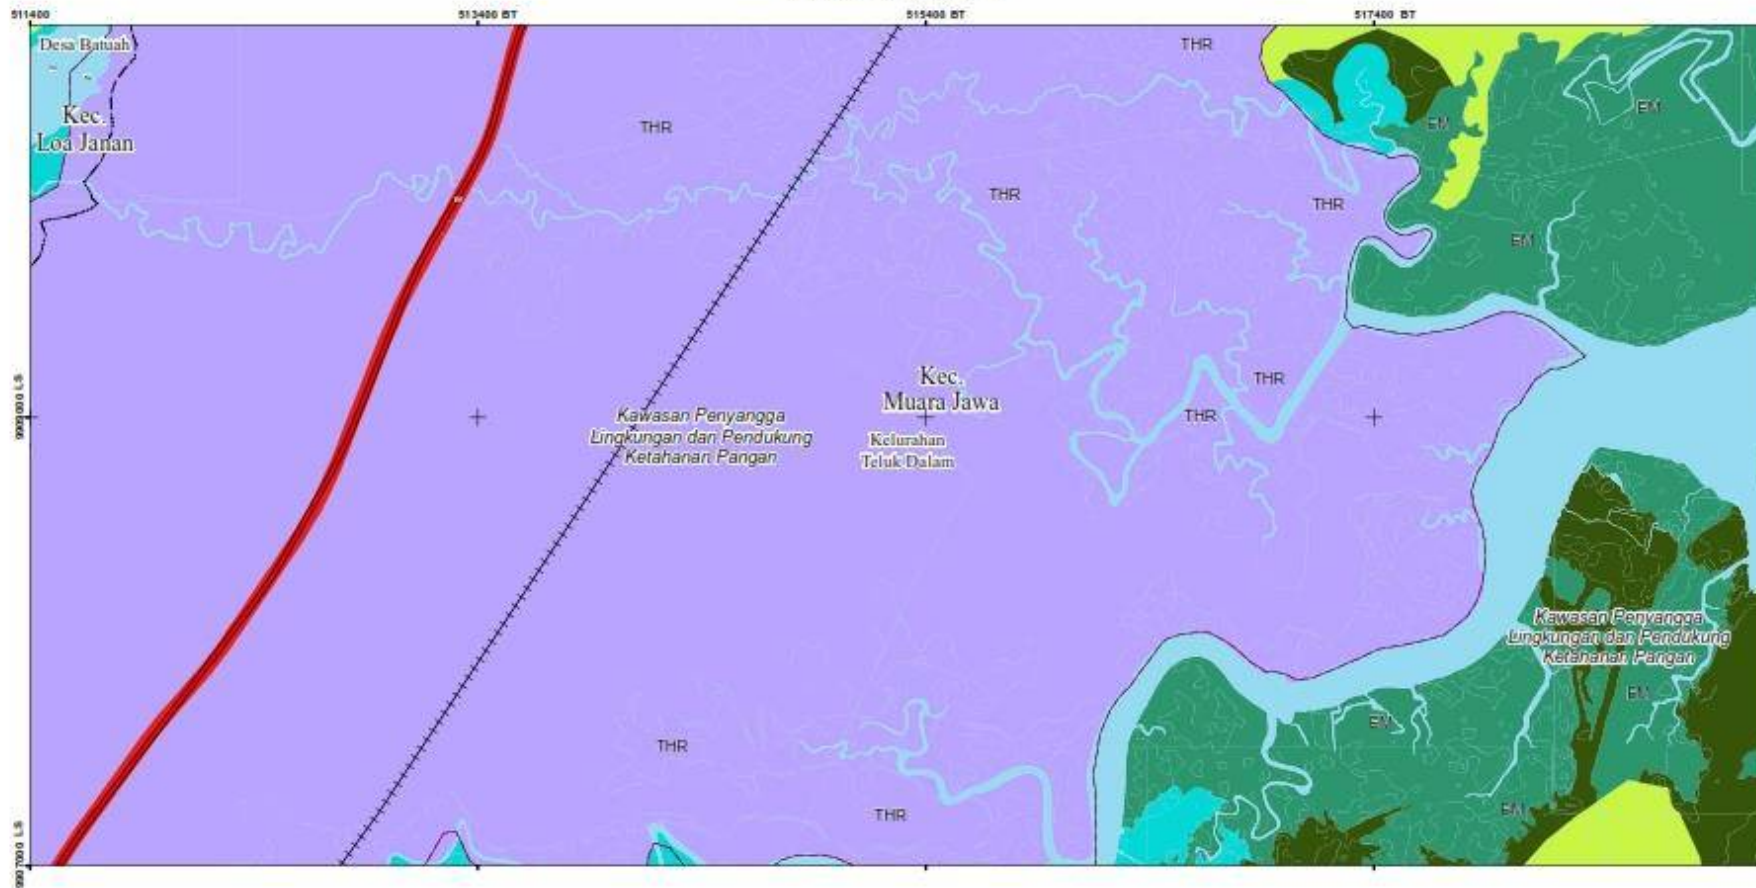 511400
513400 BT
515400 BT
517400 BT
Desa Batuah
THR
Kec.
Loa Janan
THR
EM
EM
THR
THR
EM
THR
Kec.
Muara Jawa
THR
Kawasan Penyangga
Lingkungan dan Pendukung
Ketahanan Pangan
Kelurahan
Teluk Dalam
Kawasan Penyangga
Lingkungan dan Pendukung
Ketahanan Pangan
EM
EM
THR
EM
THR